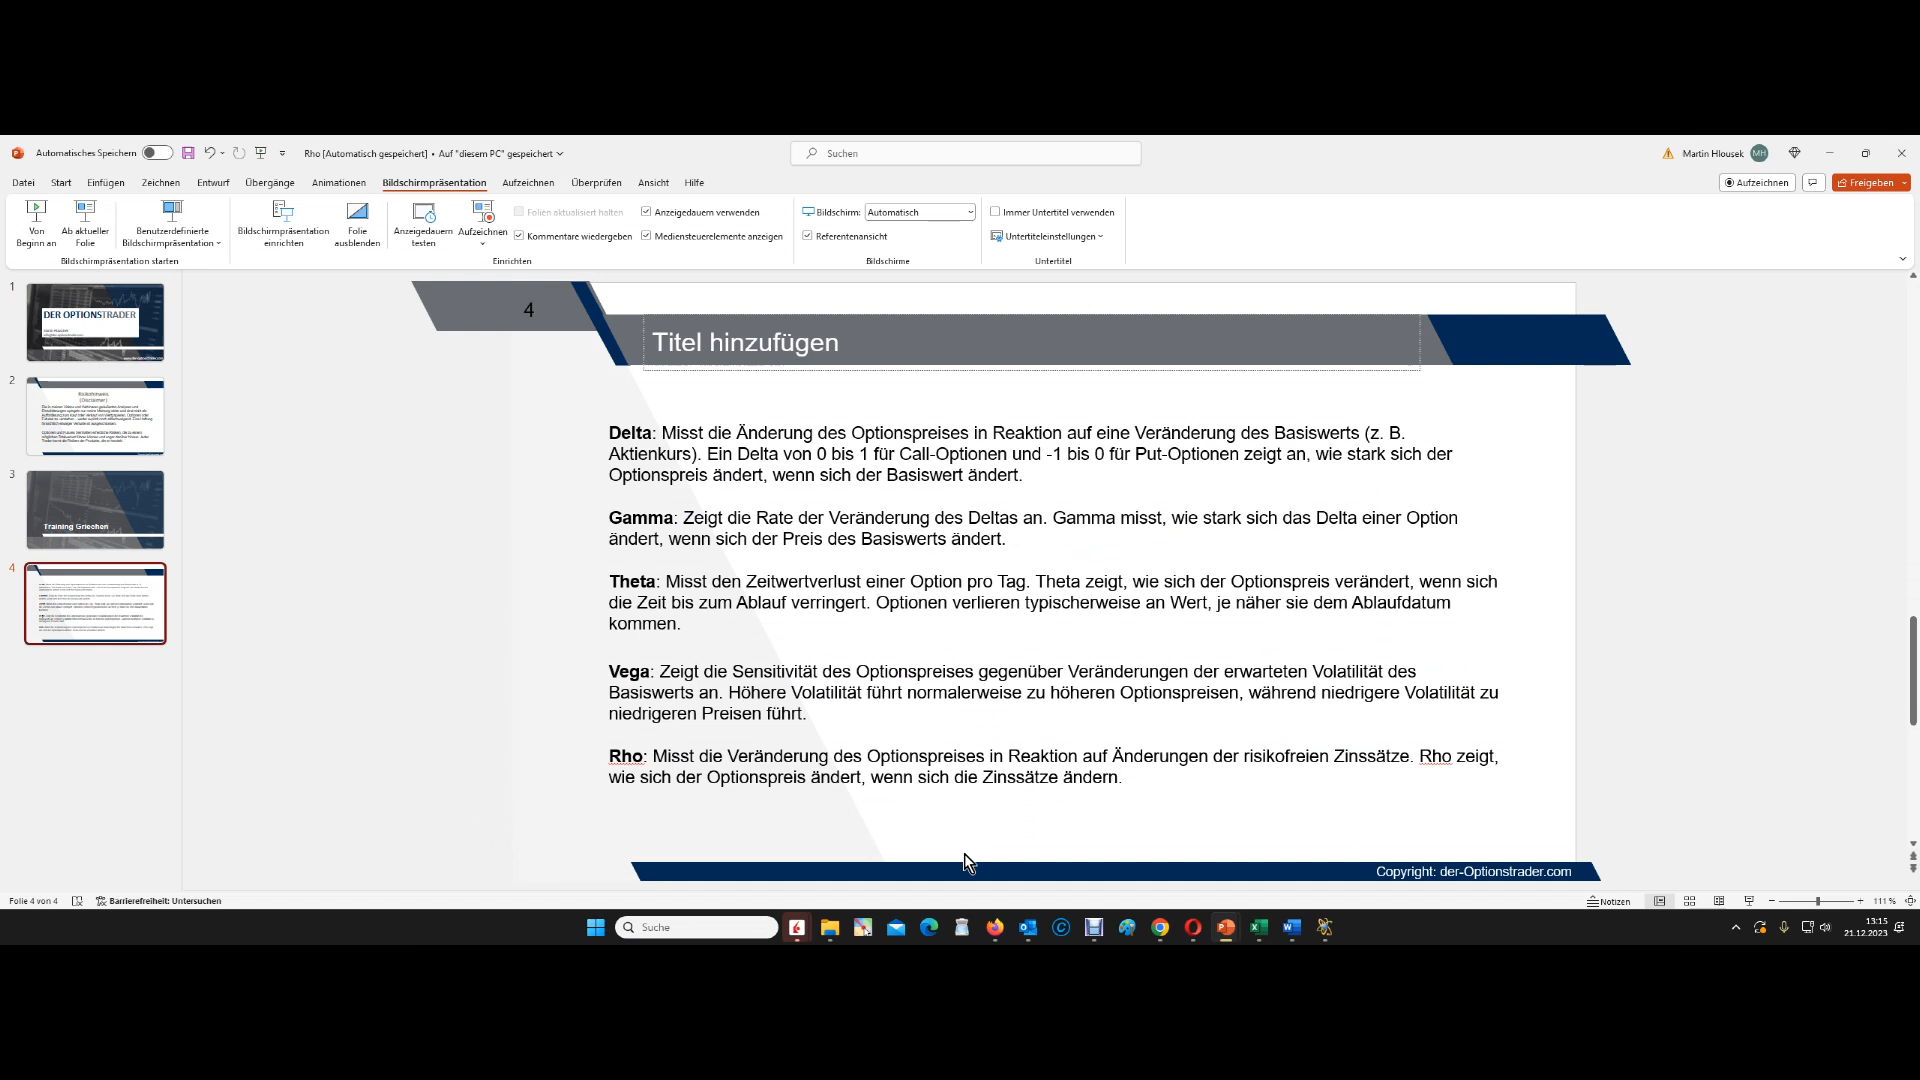 Automatisches Speichern
Rho [Automatisch gespeichert] • Auf "diesem PC" gespeichert
Suchen
Martin Hlousek
MH
Datei Start Einfügen Zeichnen Entwurf Übergänge Animationen Bildschirmpräsentation Aufzeichnen Überprüfen Ansicht Hilfe
Aufzeichnen
Freigeben
Von Beginn an
Ab aktueller Folie
Benutzerdefinierte Bildschirmpräsentation
Bildschirmpräsentation starten
Bildschirmpräsentation einrichten
Folie ausblenden
Anzeigedauern testen
Aufzeichnen
Folien aktualisiert halten
Kommentare wiedergeben
Anzeigedauern verwenden
Mediensteuerelemente anzeigen
Einrichten
Bildschirm: Automatisch
Referentenansicht
Bildschirme
Immer Untertitel verwenden
Untertiteleinstellungen
Untertitel
1
DER OPTIONSTRADER
2
3
Training Griechen
4
4
Titel hinzufügen
Delta: Misst die Änderung des Optionspreises in Reaktion auf eine Veränderung des Basiswerts (z. B.
Aktienkurs). Ein Delta von 0 bis 1 für Call-Optionen und -1 bis 0 für Put-Optionen zeigt an, wie stark sich der
Optionspreis ändert, wenn sich der Basiswert ändert.
Gamma: Zeigt die Rate der Veränderung des Deltas an. Gamma misst, wie stark sich das Delta einer Option
ändert, wenn sich der Preis des Basiswerts ändert.
Theta: Misst den Zeitwertverlust einer Option pro Tag. Theta zeigt, wie sich der Optionspreis verändert, wenn sich
die Zeit bis zum Ablauf verringert. Optionen verlieren typischerweise an Wert, je näher sie dem Ablaufdatum
kommen.
Vega: Zeigt die Sensitivität des Optionspreises gegenüber Veränderungen der erwarteten Volatilität des
Basiswerts an. Höhere Volatilität führt normalerweise zu höheren Optionspreisen, während niedrigere Volatilität zu
niedrigeren Preisen führt.
Rho: Misst die Veränderung des Optionspreises in Reaktion auf Änderungen der risikofreien Zinssätze. Rho zeigt,
wie sich der Optionspreis ändert, wenn sich die Zinssätze ändern.
Copyright: der-Optionstrader.com
Folie 4 von 4
Barrierefreiheit: Untersuchen
Notizen
111 %
Suche
13:15
21.12.2023